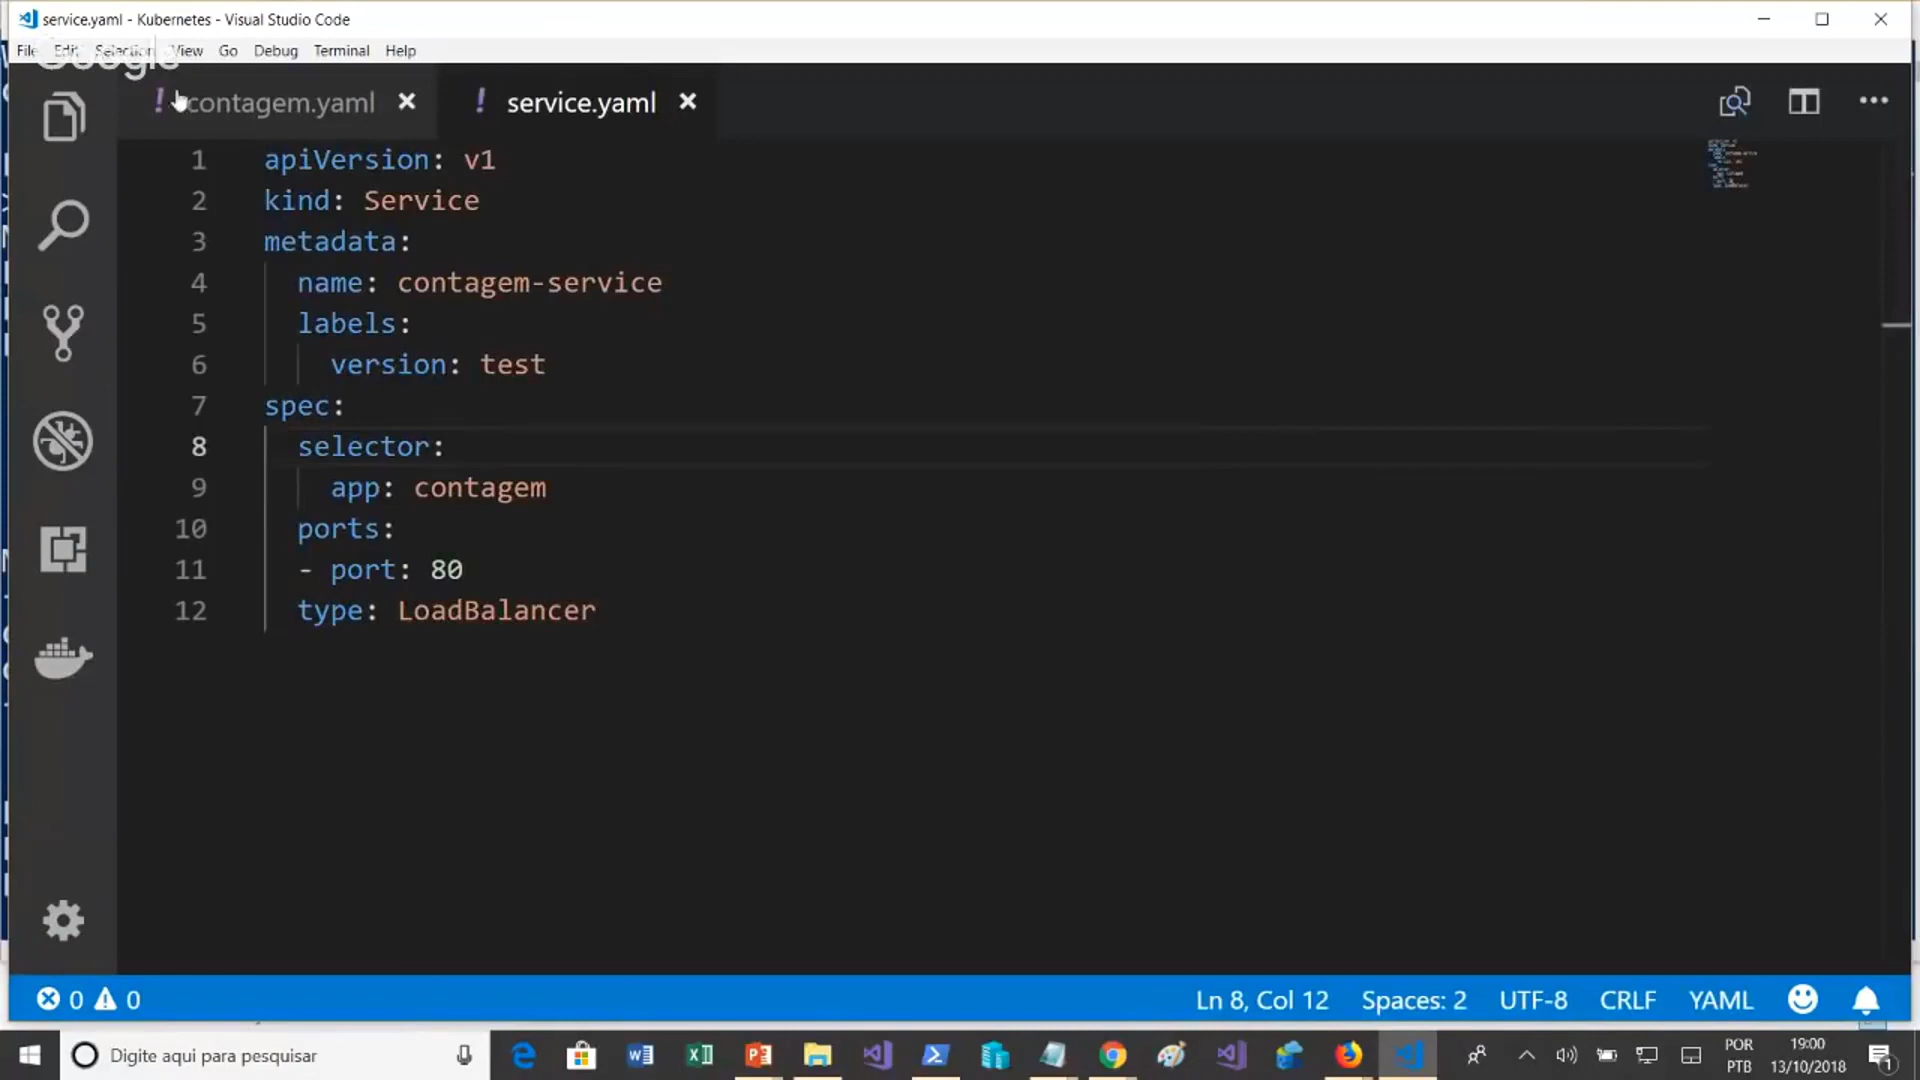 service.yaml - Kubernetes - Visual Studio Code
File Edit Selection View Go Debug Terminal Help
Google
! contagem.yaml × ! service.yaml ×
1 apiVersion: v1
2 kind: Service
3 metadata:
4 name: contagem-service
5 labels:
6 version: test
7 spec:
8 selector:
9 app: contagem
10 ports:
11 - port: 80
12 type: LoadBalancer
0 0 Ln 8, Col 12 Spaces: 2 UTF-8 CRLF YAML
Digite aqui para pesquisar
POR
PTB
19:00
13/10/2018
1